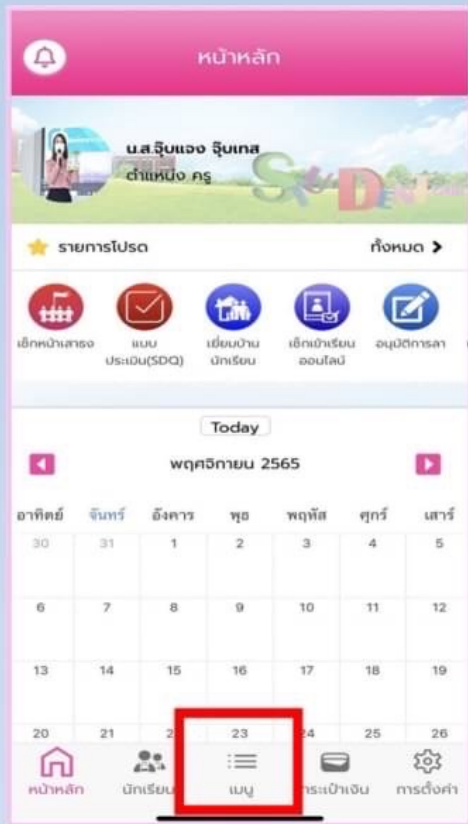 หน้าหลัก
น.ส.จุ๊บแจง จุ๊บเทส
ตำแหน่ง ครู
รายการโปรด ทั้งหมด >
เช็กหน้าเสาธง แบบประเมิน(SDQ) เยี่ยมบ้านนักเรียน เช็กเข้าเรียนออนไลน์ อนุมัติการลา
Today
พฤศจิกายน 2565
อาทิตย์ จันทร์ อังคาร พุธ พฤหัส ศุกร์ เสาร์
30 31 1 2 3 4 5
6 7 8 9 10 11 12
13 14 15 16 17 18 19
20 21 23 24 25 26
หน้าหลัก นักเรียน เมนู การตั้งค่า